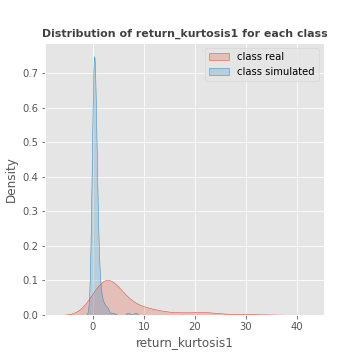 Distribution of return_kurtosis1 for each class
class real
class simulated
0.7
0.6
0.5
0.4
0.3
0.2
0.1
0.0
Density
0 10 20 30 40
return_kurtosis1